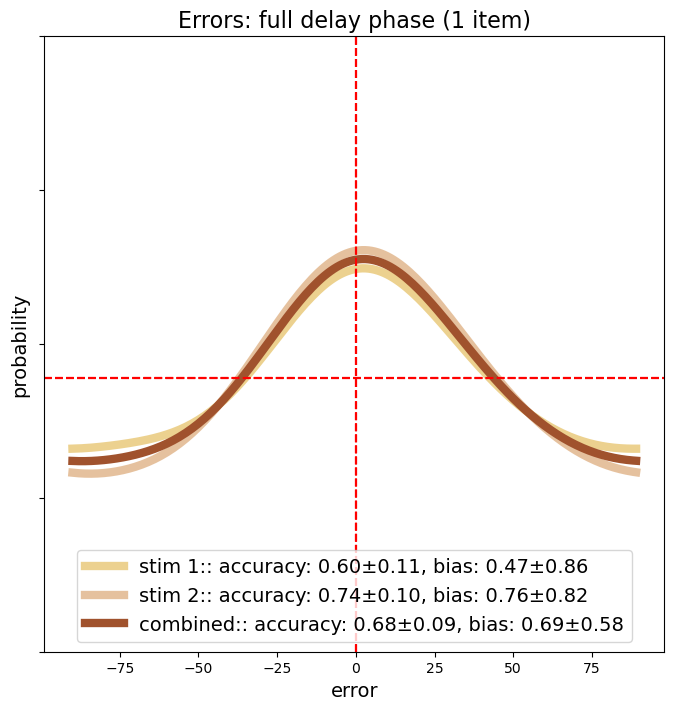 Errors: full delay phase (1 item)
probability
stim 1:: accuracy: 0.60±0.11, bias: 0.47±0.86
stim 2:: accuracy: 0.74±0.10, bias: 0.76±0.82
combined:: accuracy: 0.68±0.09, bias: 0.69±0.58
−75 −50 −25 0 25 50 75
error